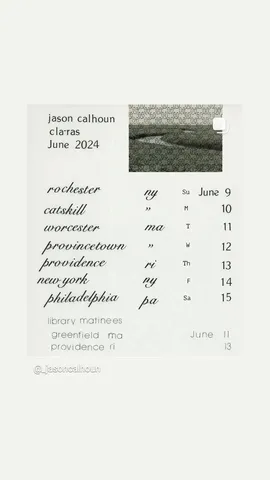 jason calhoun
cla-ras
June 2024
rochester ny Su June 9
catskill " M 10
worcester ma T 11
provincetown " W 12
providence ri Th 13
new-york ny F 14
philadelphia pa Sa 15
library matinees
greenfield ma June 11
providence ri 13
@_jasoncalhoun